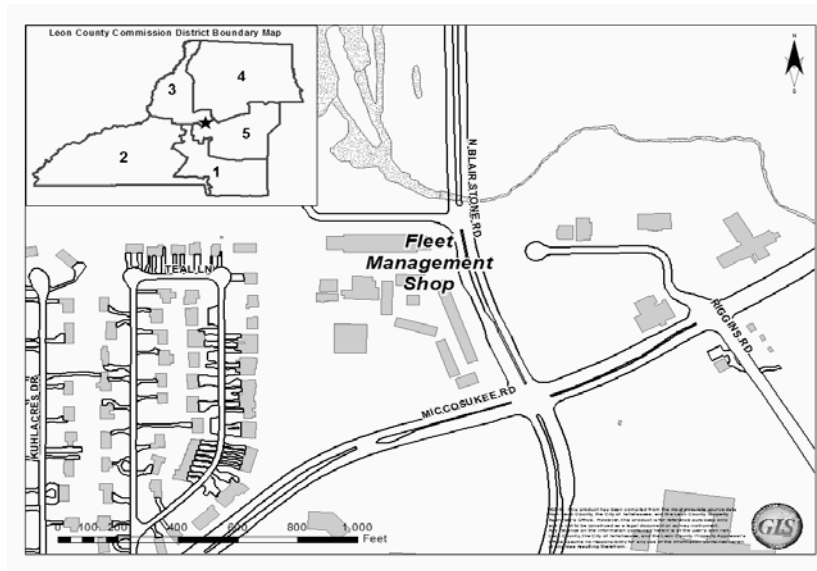 Leon County Commission District Boundary Map
3
4
5
2
1
N
S
N BLAIR STONE RD
Fleet
Management
Shop
TEAL LN
RIGGINS RD
KUHLACRES DR
MICCOSUKEE RD
0 100 200 400 600 800 1,000
Feet
GIS